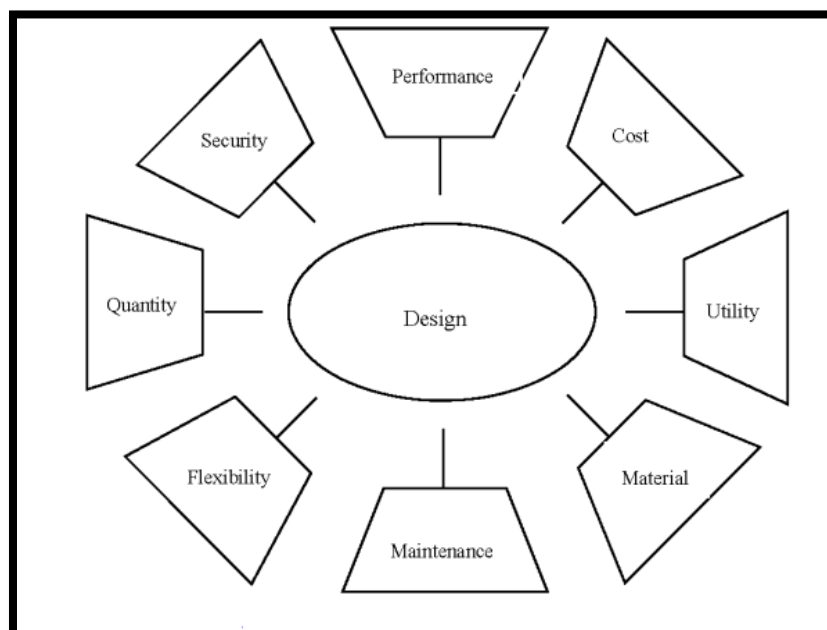 Performance
Security
Cost
Quantity
Design
Utility
Flexibility
Material
Maintenance